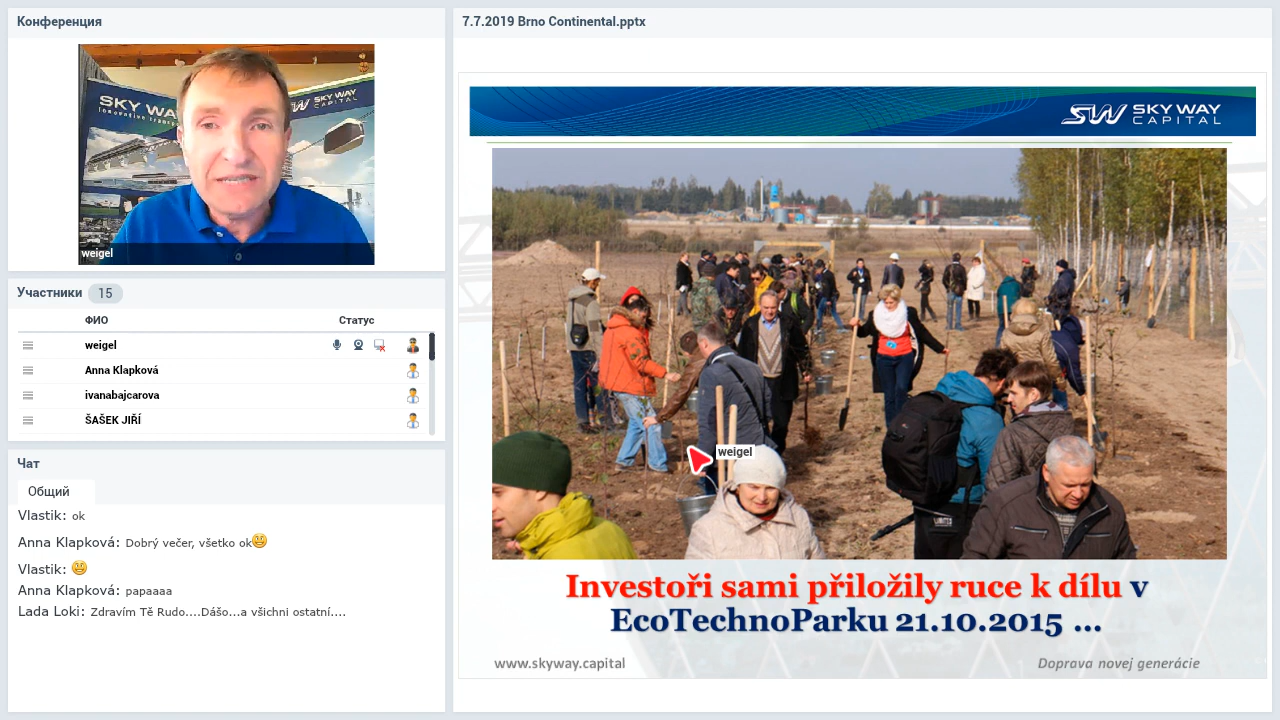 Конференция
SKY WAY
Innovative transp
SKY WAY
CAPITAL
weigel
Участники 15
ФИО Статус
weigel
Anna Klapková
ivanabajcarova
ŠAŠEK JIŘÍ
Чат
Общий
Vlastik: ok
Anna Klapková: Dobrý večer, všetko ok
Vlastik:
Anna Klapková: papaaaa
Lada Loki: Zdravím Tě Rudo....Dášo...a všichni ostatní....
7.7.2019 Brno Continental.pptx
SW SKY WAY
CAPITAL
weigel
Investoři sami přiložily ruce k dílu v
EcoTechnoParku 21.10.2015 ...
www.skyway.capital Doprava novej generácie